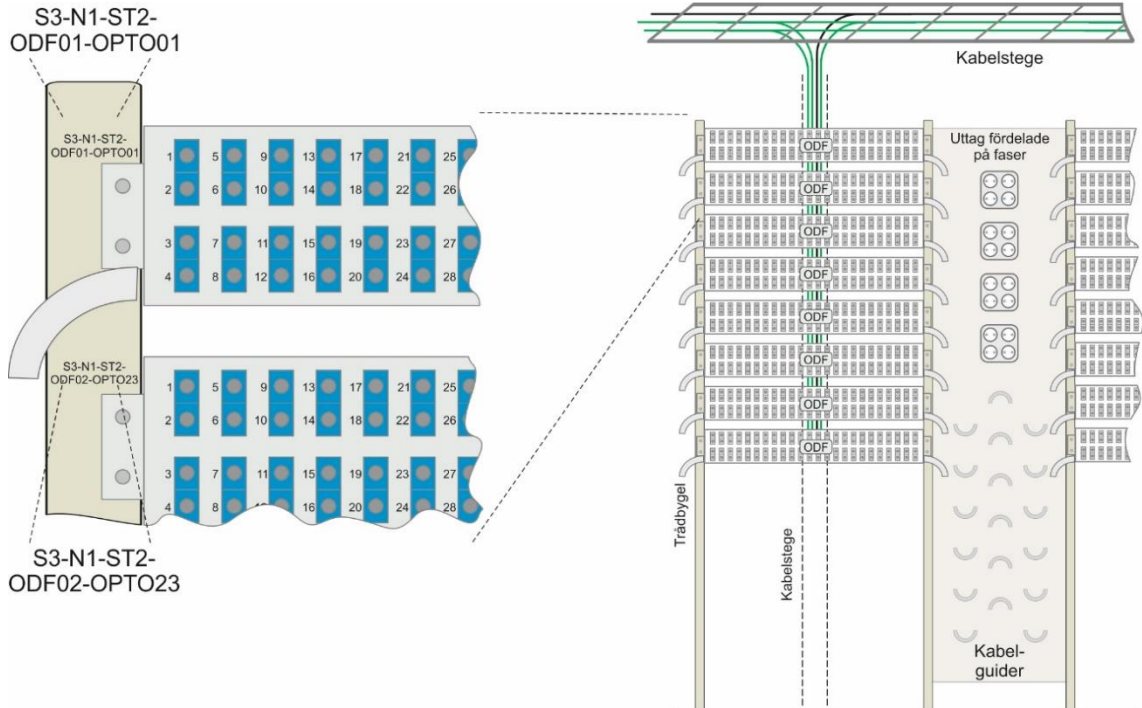 S3-N1-ST2-
ODF01-OPTO01
S3-N1-ST2-
ODF01-OPTO01
1 5 9 13 17 21 25
2 6 10 14 18 22 26
3 7 11 15 19 23 27
4 8 12 16 20 24 28
S3-N1-ST2-
ODF02-OPTO23
1 5 9 13 17 21 25
2 6 10 14 18 22 26
3 7 11 15 19 23 27
4 8 16 20 24 28
S3-N1-ST2-
ODF02-OPTO23
Kabelstege
Uttag fördelade
på faser
ODF
ODF
ODF
ODF
ODF
ODF
ODF
ODF
Trådbygel
Kabelstege
Kabel-
guider